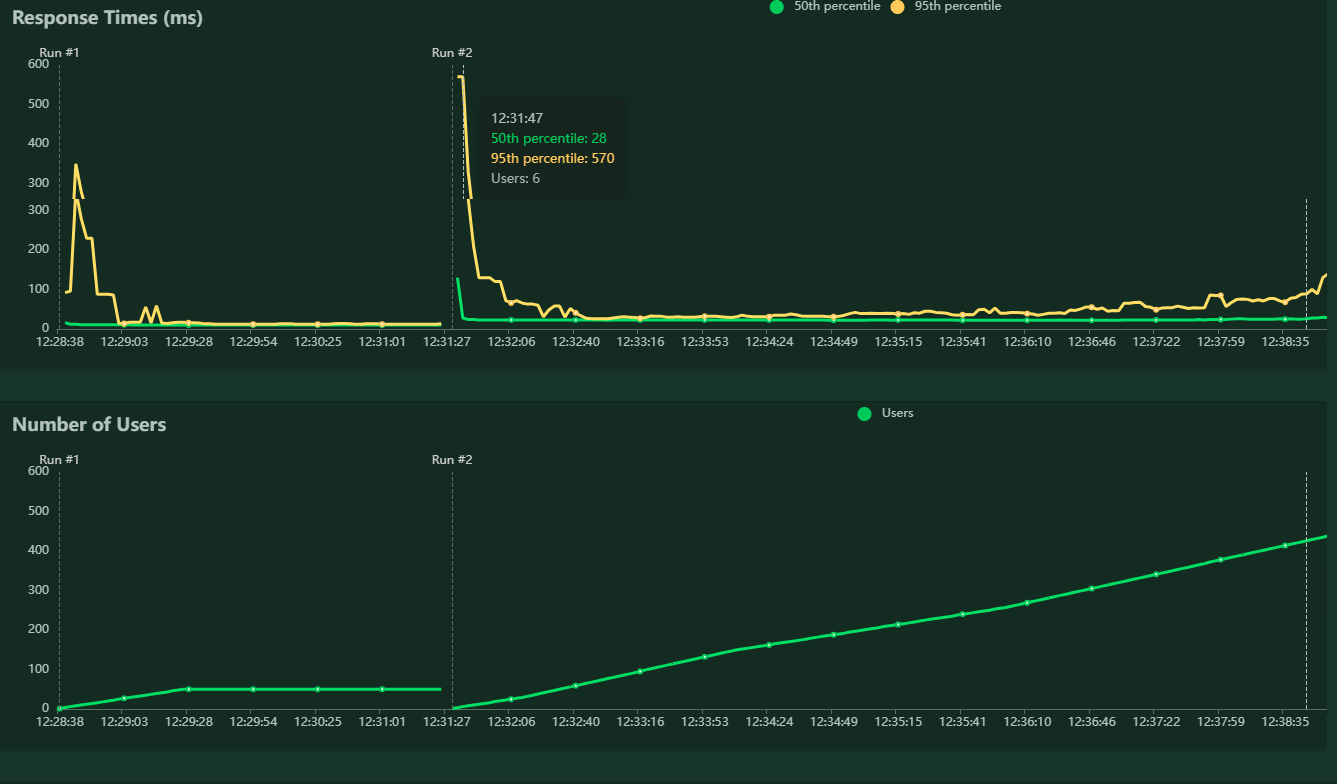 Response Times (ms)
50th percentile
95th percentile
Run #1
Run #2
600
500
400
300
12:31:47
50th percentile: 28
95th percentile: 570
Users: 6
300
200
100
0
12:28:38 12:29:03 12:29:28 12:29:54 12:30:25 12:31:01 12:31:27 12:32:06 12:32:40 12:33:16 12:33:53 12:34:24 12:34:49 12:35:15 12:35:41 12:36:10 12:36:46 12:37:22 12:37:59 12:38:35
Number of Users
Users
Run #1
Run #2
600
500
400
300
200
100
0
12:28:38 12:29:03 12:29:28 12:29:54 12:30:25 12:31:01 12:31:27 12:32:06 12:32:40 12:33:16 12:33:53 12:34:24 12:34:49 12:35:15 12:35:41 12:36:10 12:36:46 12:37:22 12:37:59 12:38:35